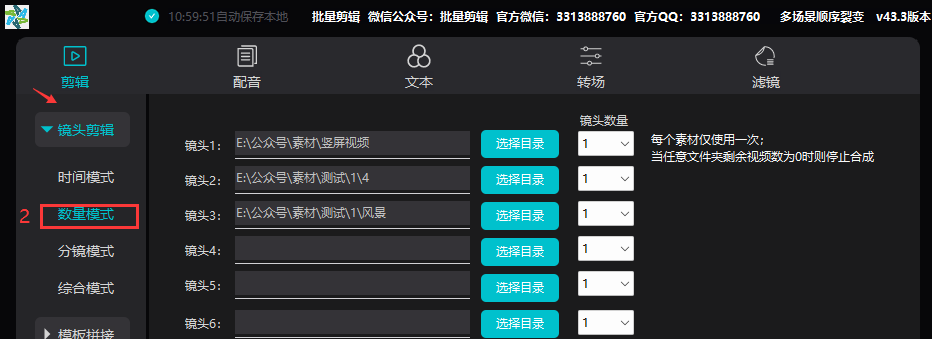 10:59:51自动保存本地 批量剪辑 微信公众号：批量剪辑 官方微信：3313888760 官方QQ：3313888760 多场景顺序裂变 v43.3版本
剪辑 配音 文本 转场 滤镜
镜头剪辑
时间模式
2 数量模式
分镜模式
综合模式
模板拼接
镜头数量
镜头1： E:\公众号\素材\竖屏视频 选择目录 1
每个素材仅使用一次；
当任意文件夹剩余视频数为0时则停止合成
镜头2： E:\公众号\素材\测试\1\4 选择目录 1
镜头3： E:\公众号\素材\测试\1\风景 选择目录 1
镜头4： 选择目录 1
镜头5： 选择目录 1
镜头6： 选择目录 1